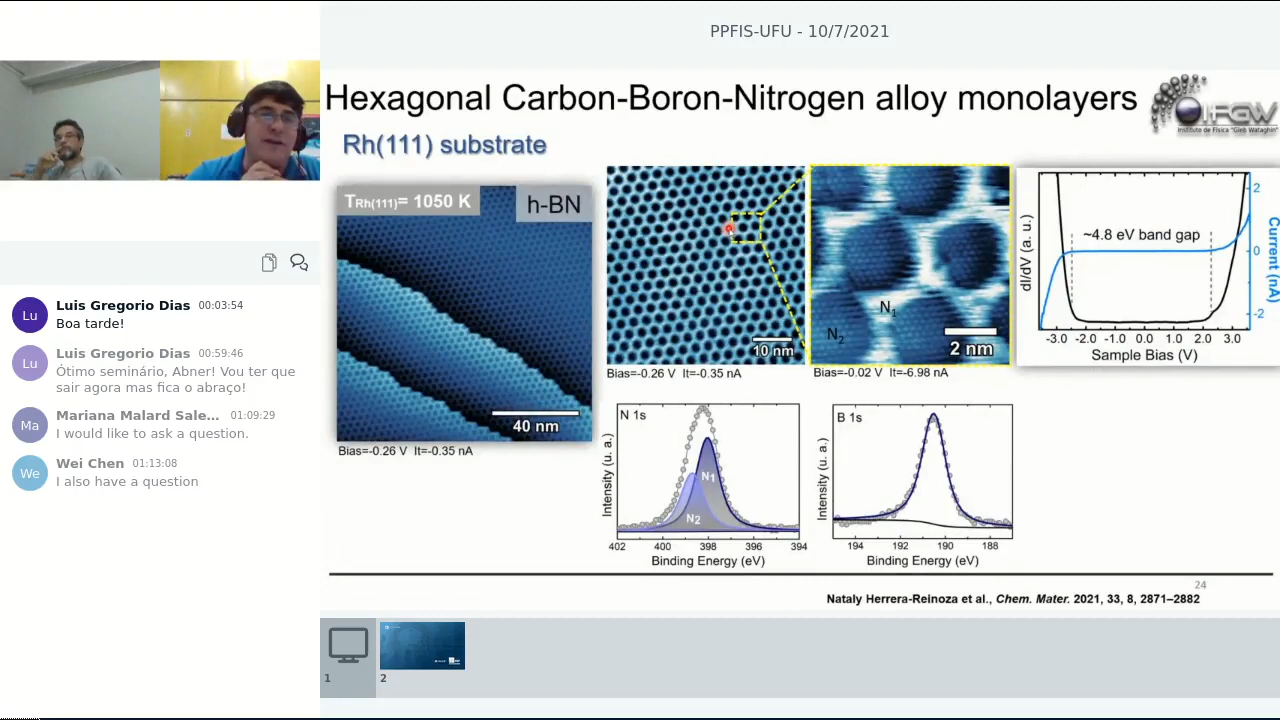 PPFIS-UFU - 10/7/2021
Hexagonal Carbon-Boron-Nitrogen alloy monolayers
IFGW
Instituto de Física "Gleb Wataghin"
Rh(111) substrate
TRh(111)= 1050 K
h-BN
40 nm
Bias=-0.26 V It=-0.35 nA
10 nm
Bias=-0.26 V It=-0.35 nA
N1
N2
2 nm
Bias=-0.02 V It=-6.98 nA
dI/dV (a. u.)
~4.8 eV band gap
2
0
-2
Current (nA)
-3.0 -2.0 -1.0 0.0 1.0 2.0 3.0
Sample Bias (V)
N 1s
N1
N2
Intensity (u. a.)
402 400 398 396 394
Binding Energy (eV)
B 1s
Intensity (u. a.)
194 192 190 188
Binding Energy (eV)
24
Nataly Herrera-Reinoza et al., Chem. Mater. 2021, 33, 8, 2871–2882
Lu
Luis Gregorio Dias 00:03:54
Boa tarde!
Lu
Luis Gregorio Dias 00:59:46
Ótimo seminário, Abner! Vou ter que
sair agora mas fica o abraço!
Ma
Mariana Malard Sale... 01:09:29
I would like to ask a question.
We
Wei Chen 01:13:08
I also have a question
1
2